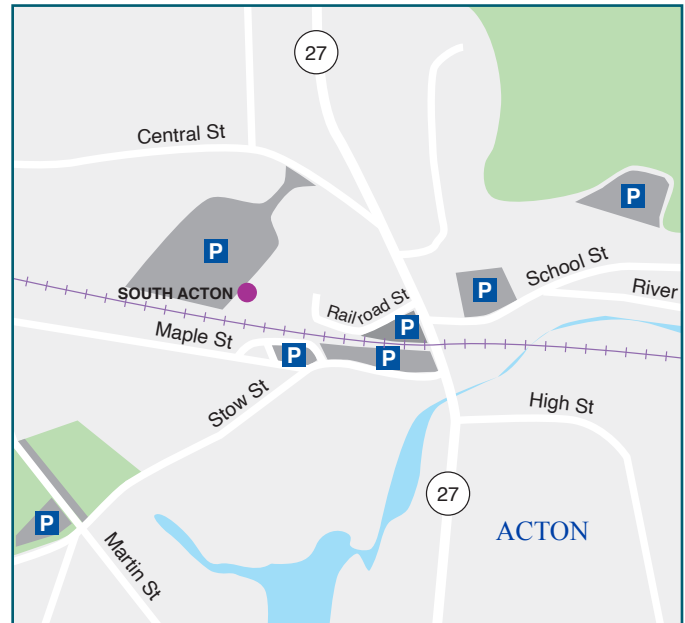 27
Central St
P
P
School St
SOUTH ACTON
P
River
Railroad St
P
Maple St
P
P
Stow St
High St
27
P
ACTON
Martin St